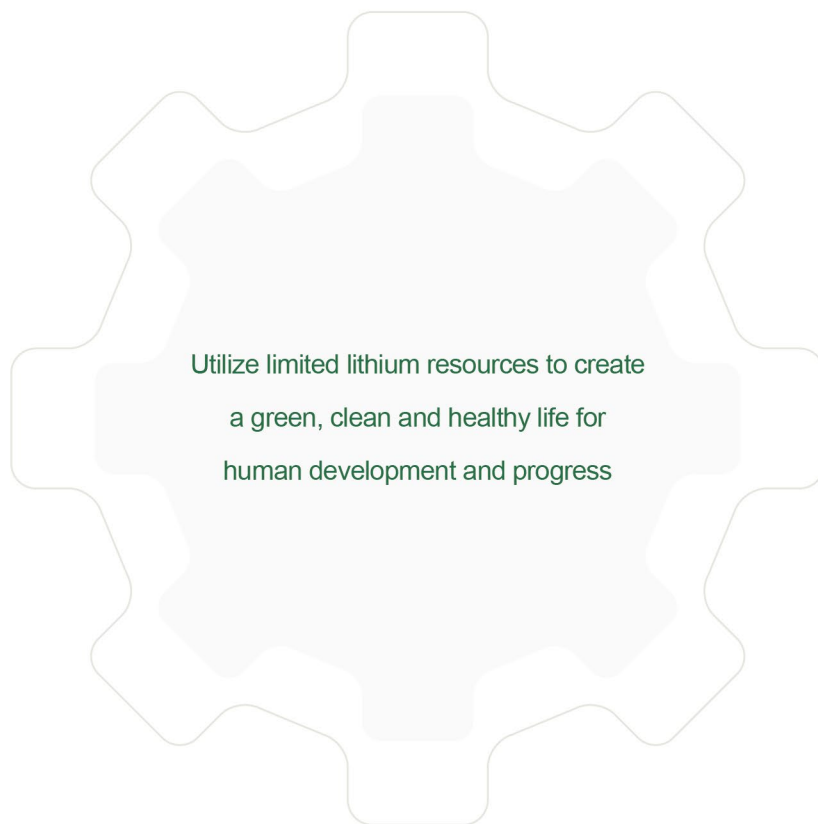 Utilize limited lithium resources to create
a green, clean and healthy life for
human development and progress